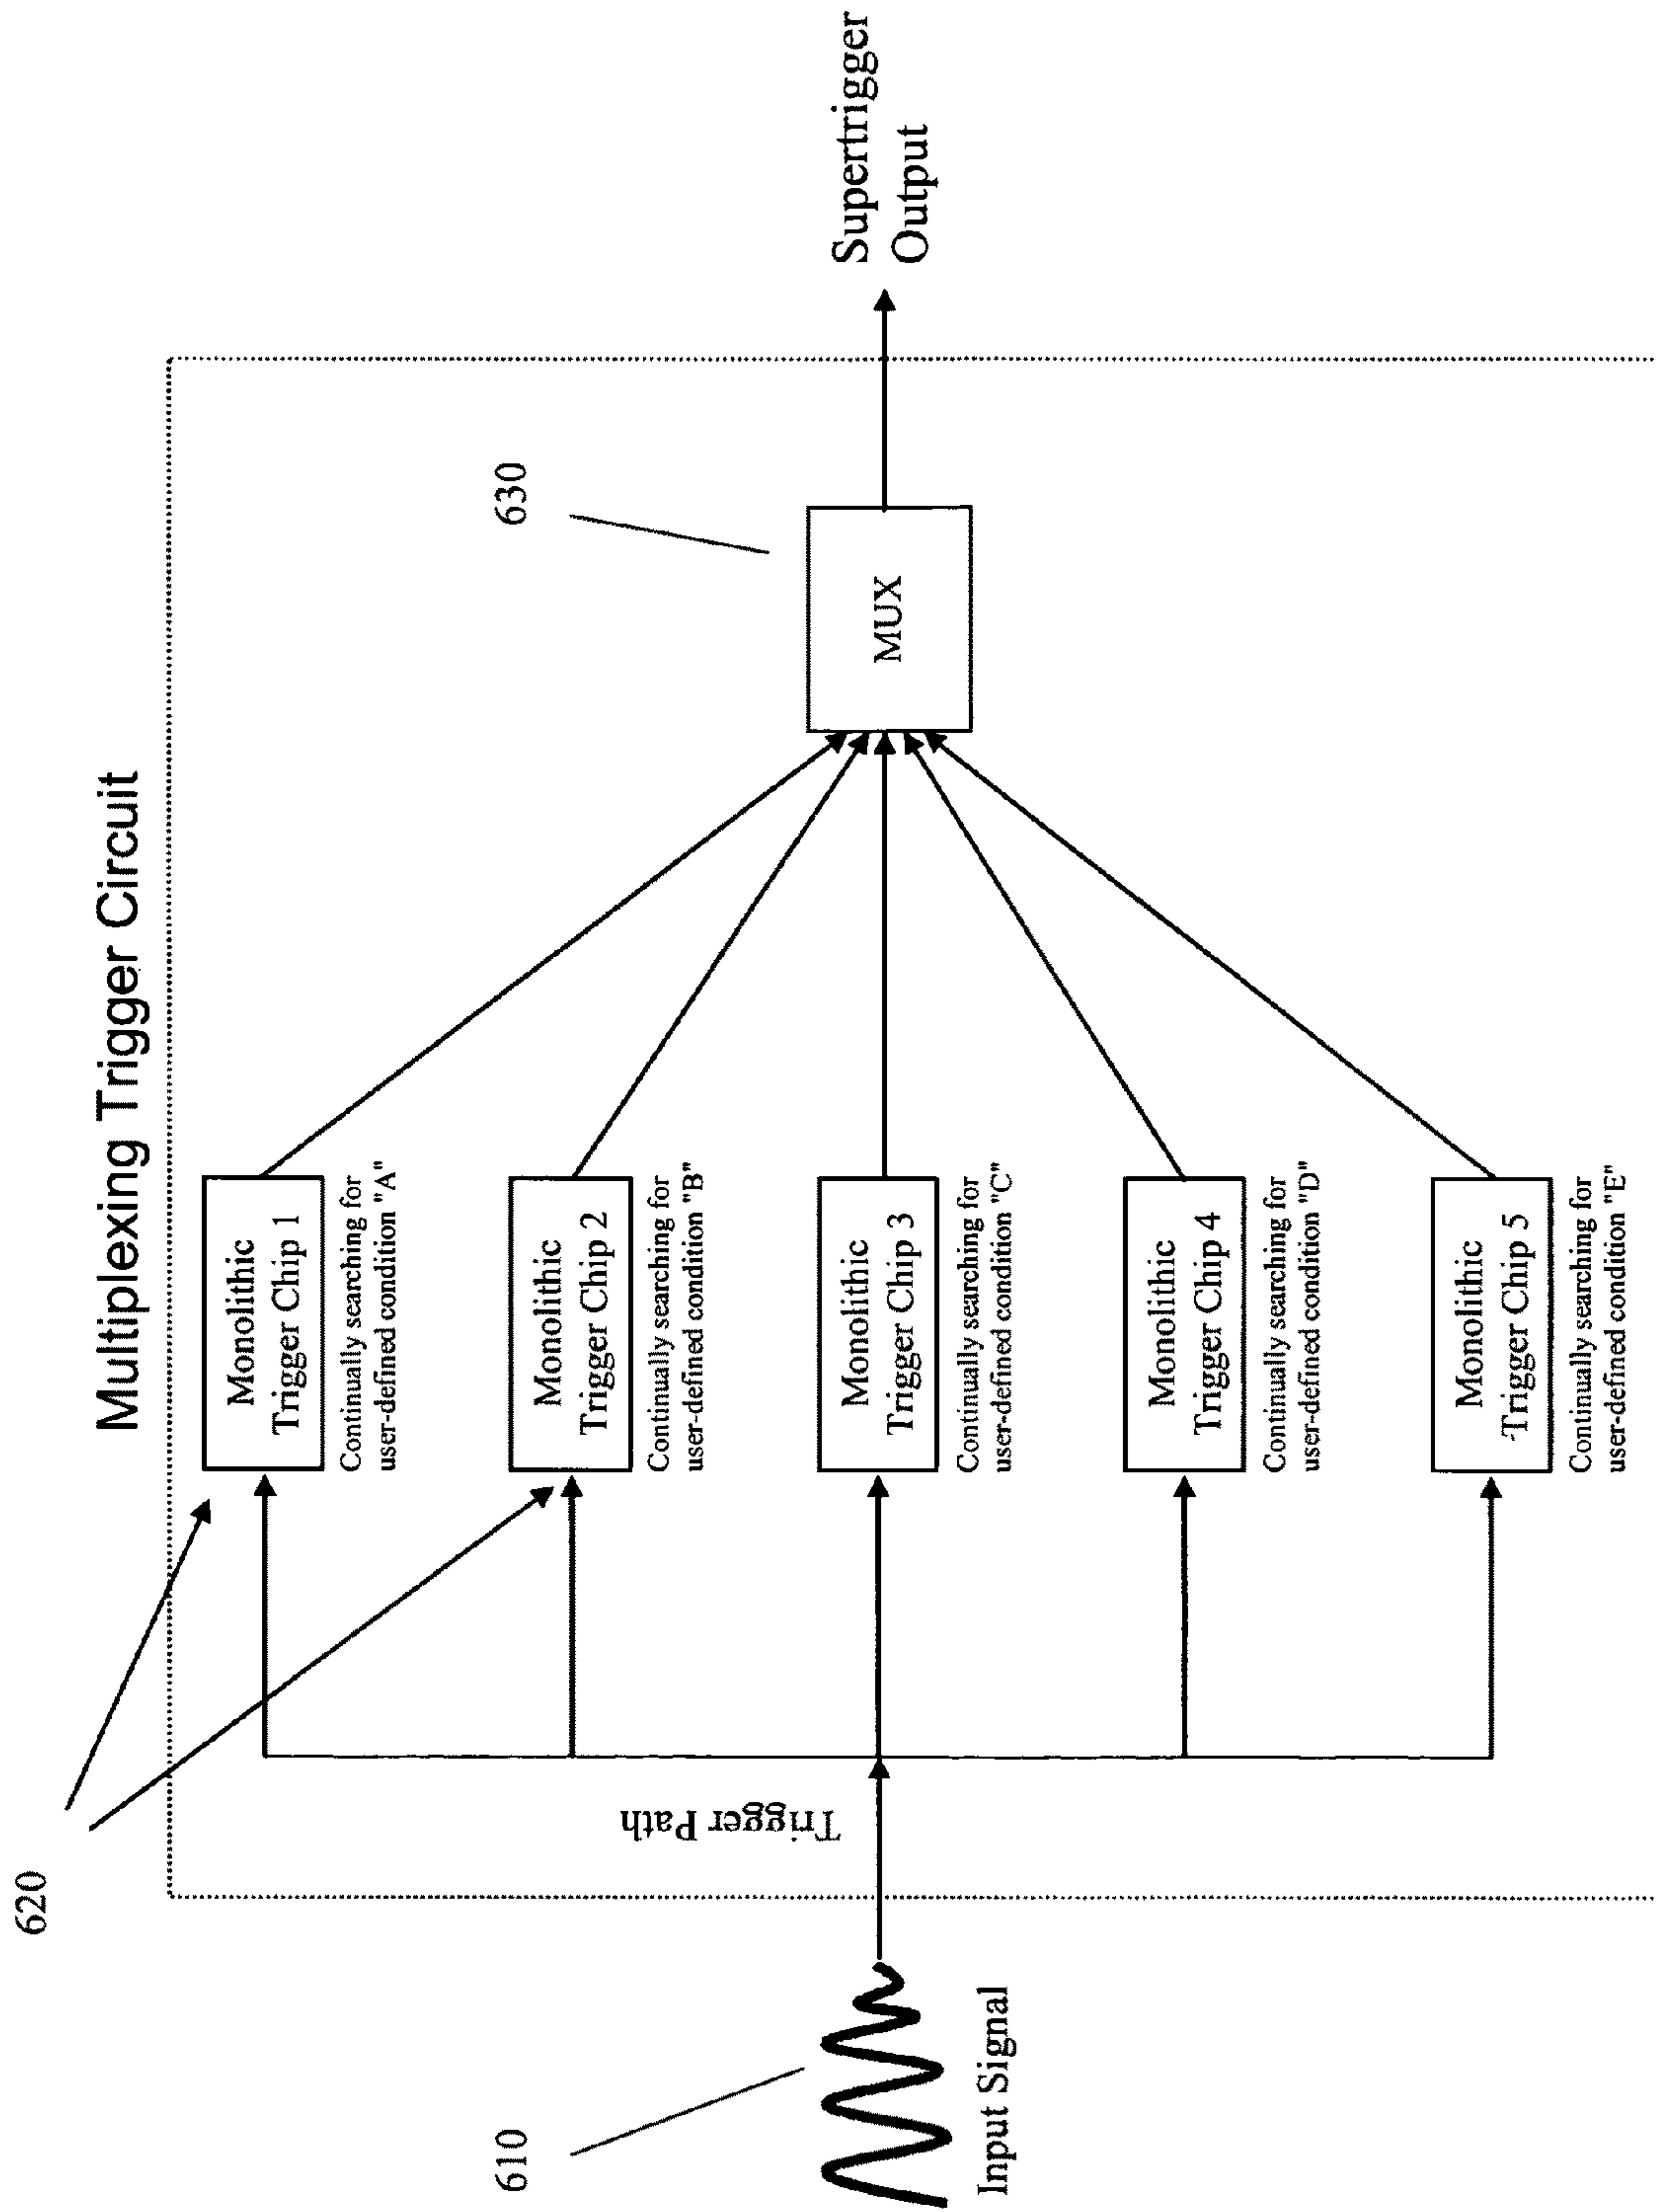 Multiplexing Trigger Circuit
620
Monolithic
Trigger Chip 1
Continually searching for
user-defined condition "A"
Monolithic
Trigger Chip 2
Continually searching for
user-defined condition "B"
610
630
Trigger Path
Input Signal
Monolithic
Trigger Chip 3
Continually searching for
user-defined condition "C"
MUX
Supertrigger
Output
Monolithic
Trigger Chip 4
Continually searching for
user-defined condition "D"
Monolithic
Trigger Chip 5
Continually searching for
user-defined condition "E"